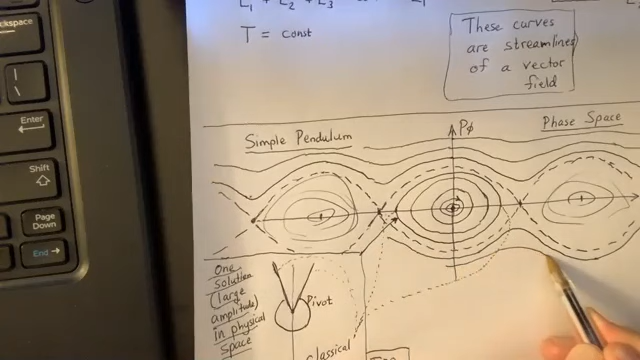 T = const
These curves
are streamlines
of a vector
field
Simple Pendulum
Pφ
Phase Space
One
solution
(large
amplitude)
in physical
space
Pivot
classical
Enter
Shift
Page
Down
End
|
\